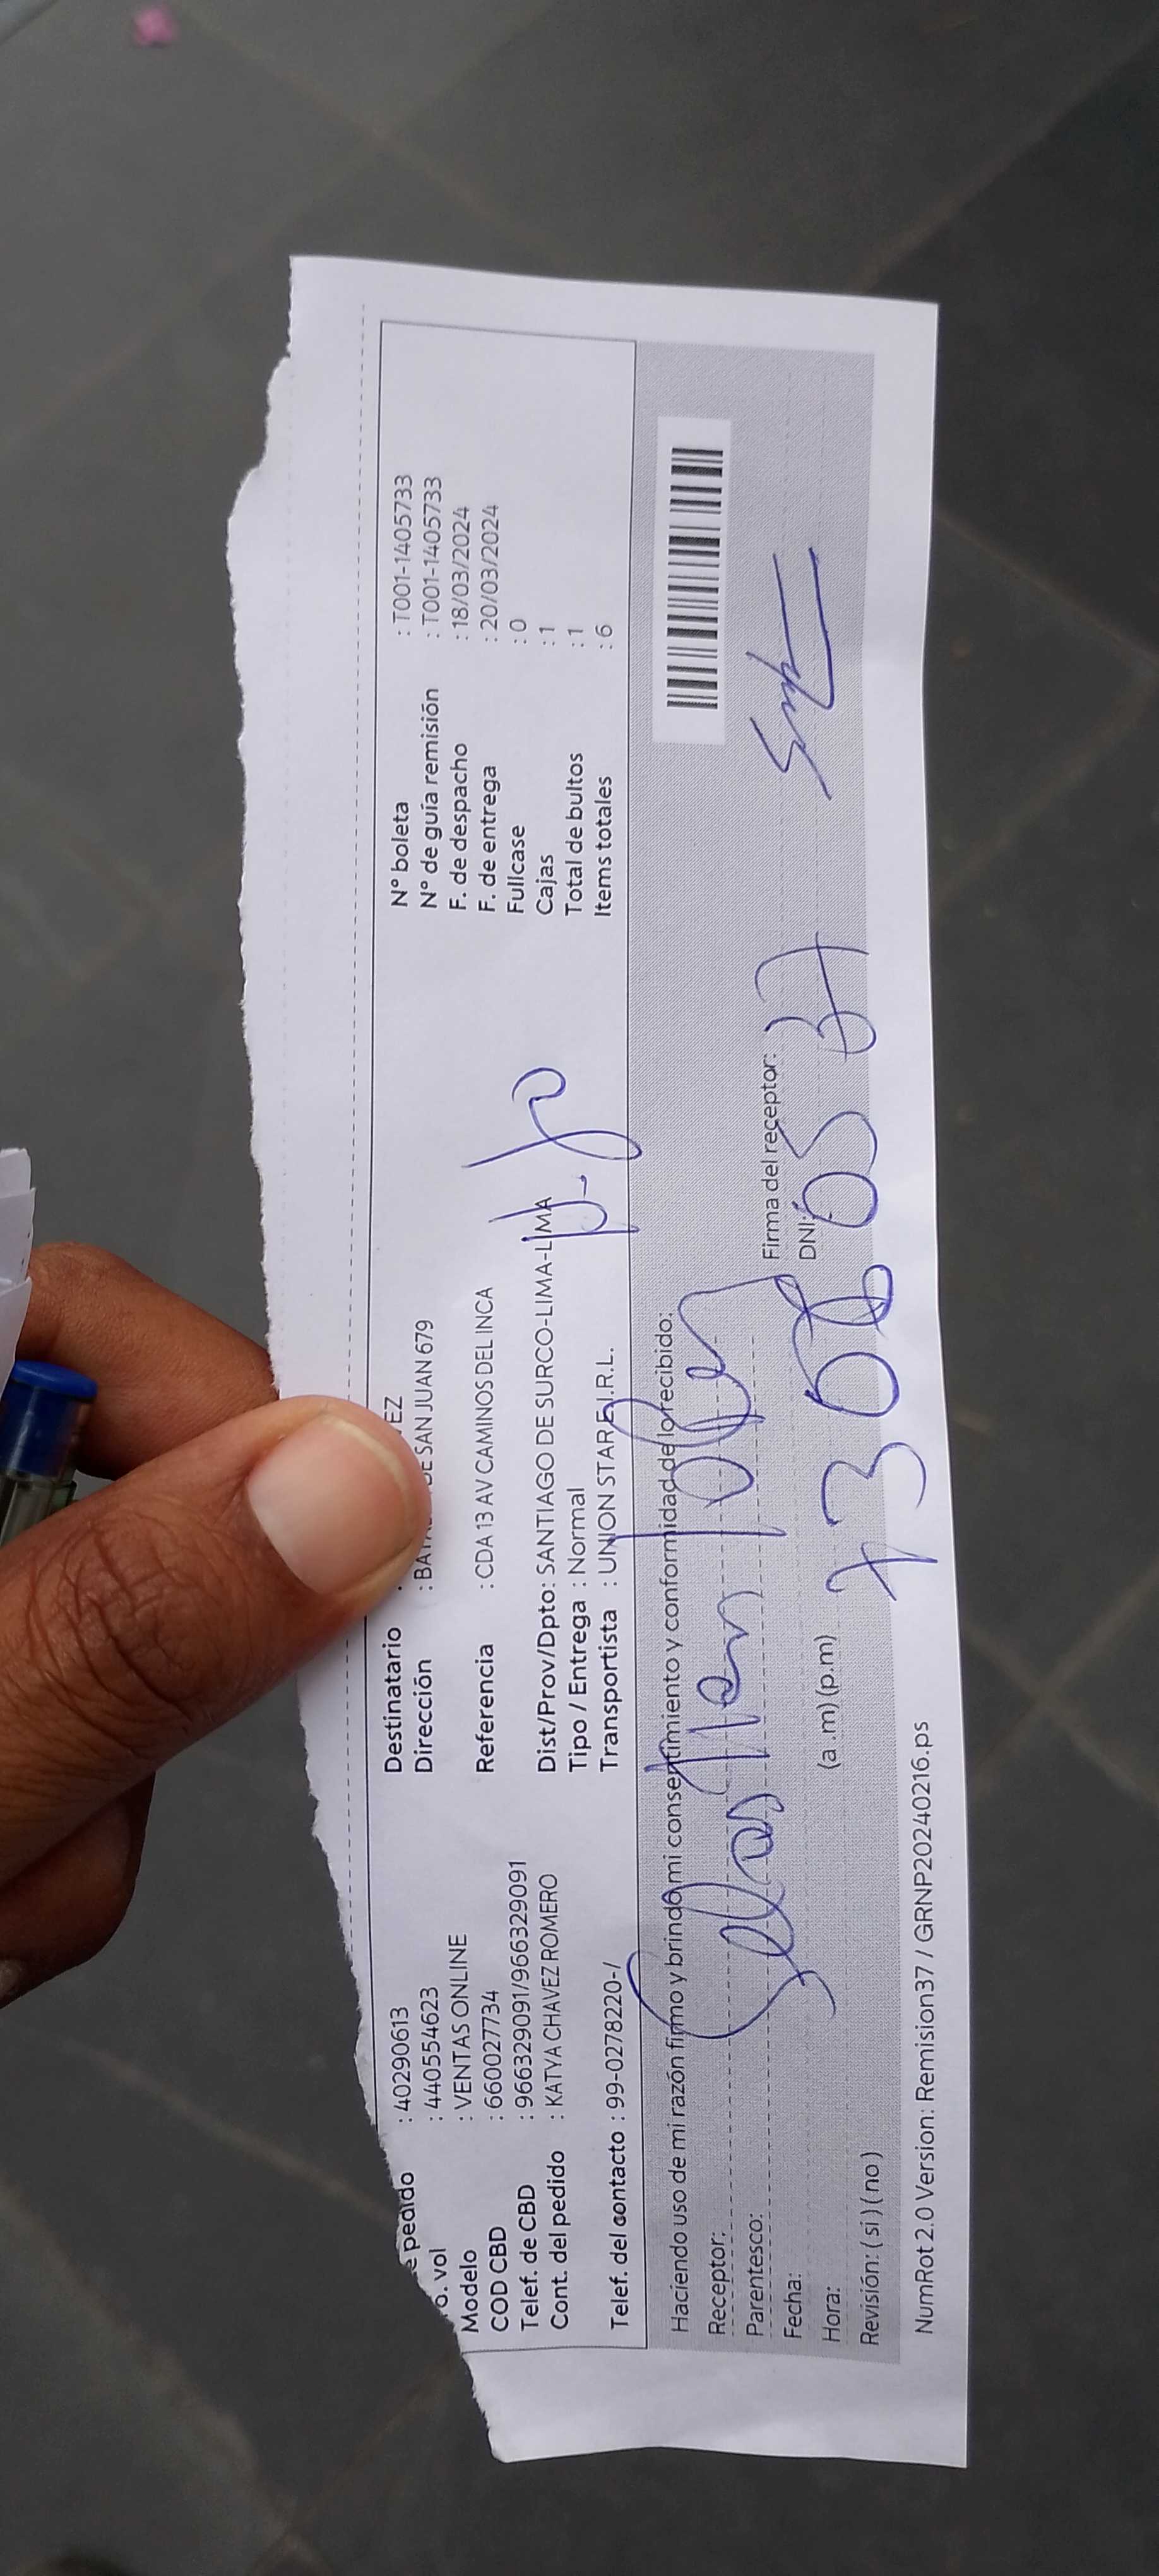 e pedido : 40290613
o. vol : 440554623
Modelo : VENTAS ONLINE
COD CBD : 660027734
Telef. de CBD : 966329091/966329091
Cont. del pedido : KATYA CHAVEZ ROMERO
Telef. del contacto : 99-0278220-/
Destinatario : VEZ
Dirección : DE SAN JUAN 679
Referencia : CDA 13 AV CAMINOS DEL INCA
Dist/Prov/Dpto: SANTIAGO DE SURCO-LIMA-LIMA
Tipo / Entrega : Normal
Transportista : UNION STAR E.I.R.L.
N° boleta : T001-1405733
N° de guía remisión : T001-1405733
F. de despacho : 18/03/2024
F. de entrega : 20/03/2024
Fullcase : 0
Cajas : 1
Total de bultos : 1
Items totales : 6
Haciendo uso de mi razón firmo y brindo mi consentimiento y conformidad de lo recibido:
Receptor: Sebastian
Parentesco:
Fecha:
Hora: (a .m) (p.m)
Revisión: ( si ) ( no )
Firma del receptor:
DNI:
NumRot 2.0 Version: Remision37 / GRNP20240216.ps